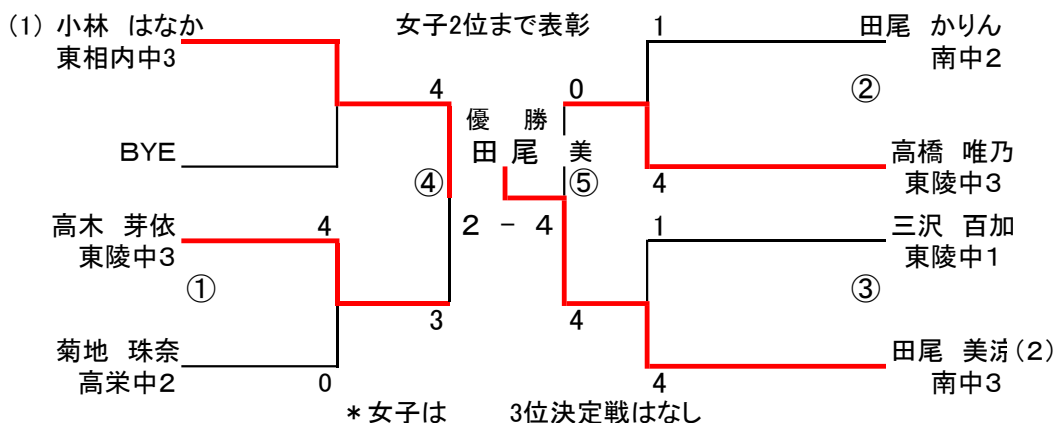 (1) 小林 はなか
東相内中3
女子2位まで表彰
1
田尾 かりん
南中2
4
0
②
優 勝
田 尾 美
BYE
④
⑤
高橋 唯乃
東陵中3
4
高木 芽依
東陵中3
4
2 - 4
1
三沢 百加
東陵中1
①
③
3
4
菊地 珠奈
高栄中2
0
田尾 美涼(2)
南中3
4
*女子は 3位決定戦はなし